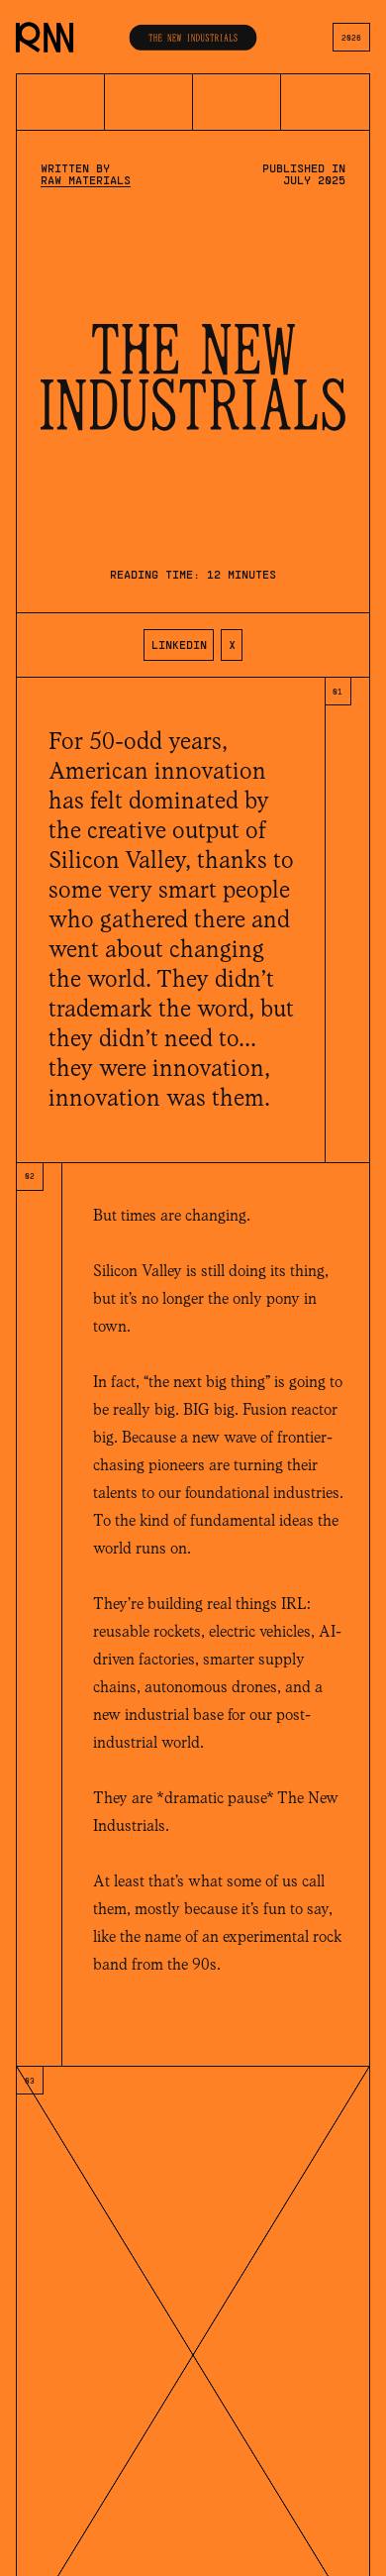 RNN
THE NEW INDUSTRIALS
2026
WRITTEN BY
RAW MATERIALS
PUBLISHED IN
JULY 2025
THE NEW
INDUSTRIALS
READING TIME: 12 MINUTES
LINKEDIN
X
01
For 50-odd years,
American innovation
has felt dominated by
the creative output of
Silicon Valley, thanks to
some very smart people
who gathered there and
went about changing
the world. They didn’t
trademark the word, but
they didn’t need to...
they were innovation,
innovation was them.
02
But times are changing.
Silicon Valley is still doing its thing,
but it’s no longer the only pony in
town.
In fact, “the next big thing” is going to
be really big. BIG big. Fusion reactor
big. Because a new wave of frontier-
chasing pioneers are turning their
talents to our foundational industries.
To the kind of fundamental ideas the
world runs on.
They’re building real things IRL:
reusable rockets, electric vehicles, AI-
driven factories, smarter supply
chains, autonomous drones, and a
new industrial base for our post-
industrial world.
They are *dramatic pause* The New
Industrials.
At least that’s what some of us call
them, mostly because it’s fun to say,
like the name of an experimental rock
band from the 90s.
03